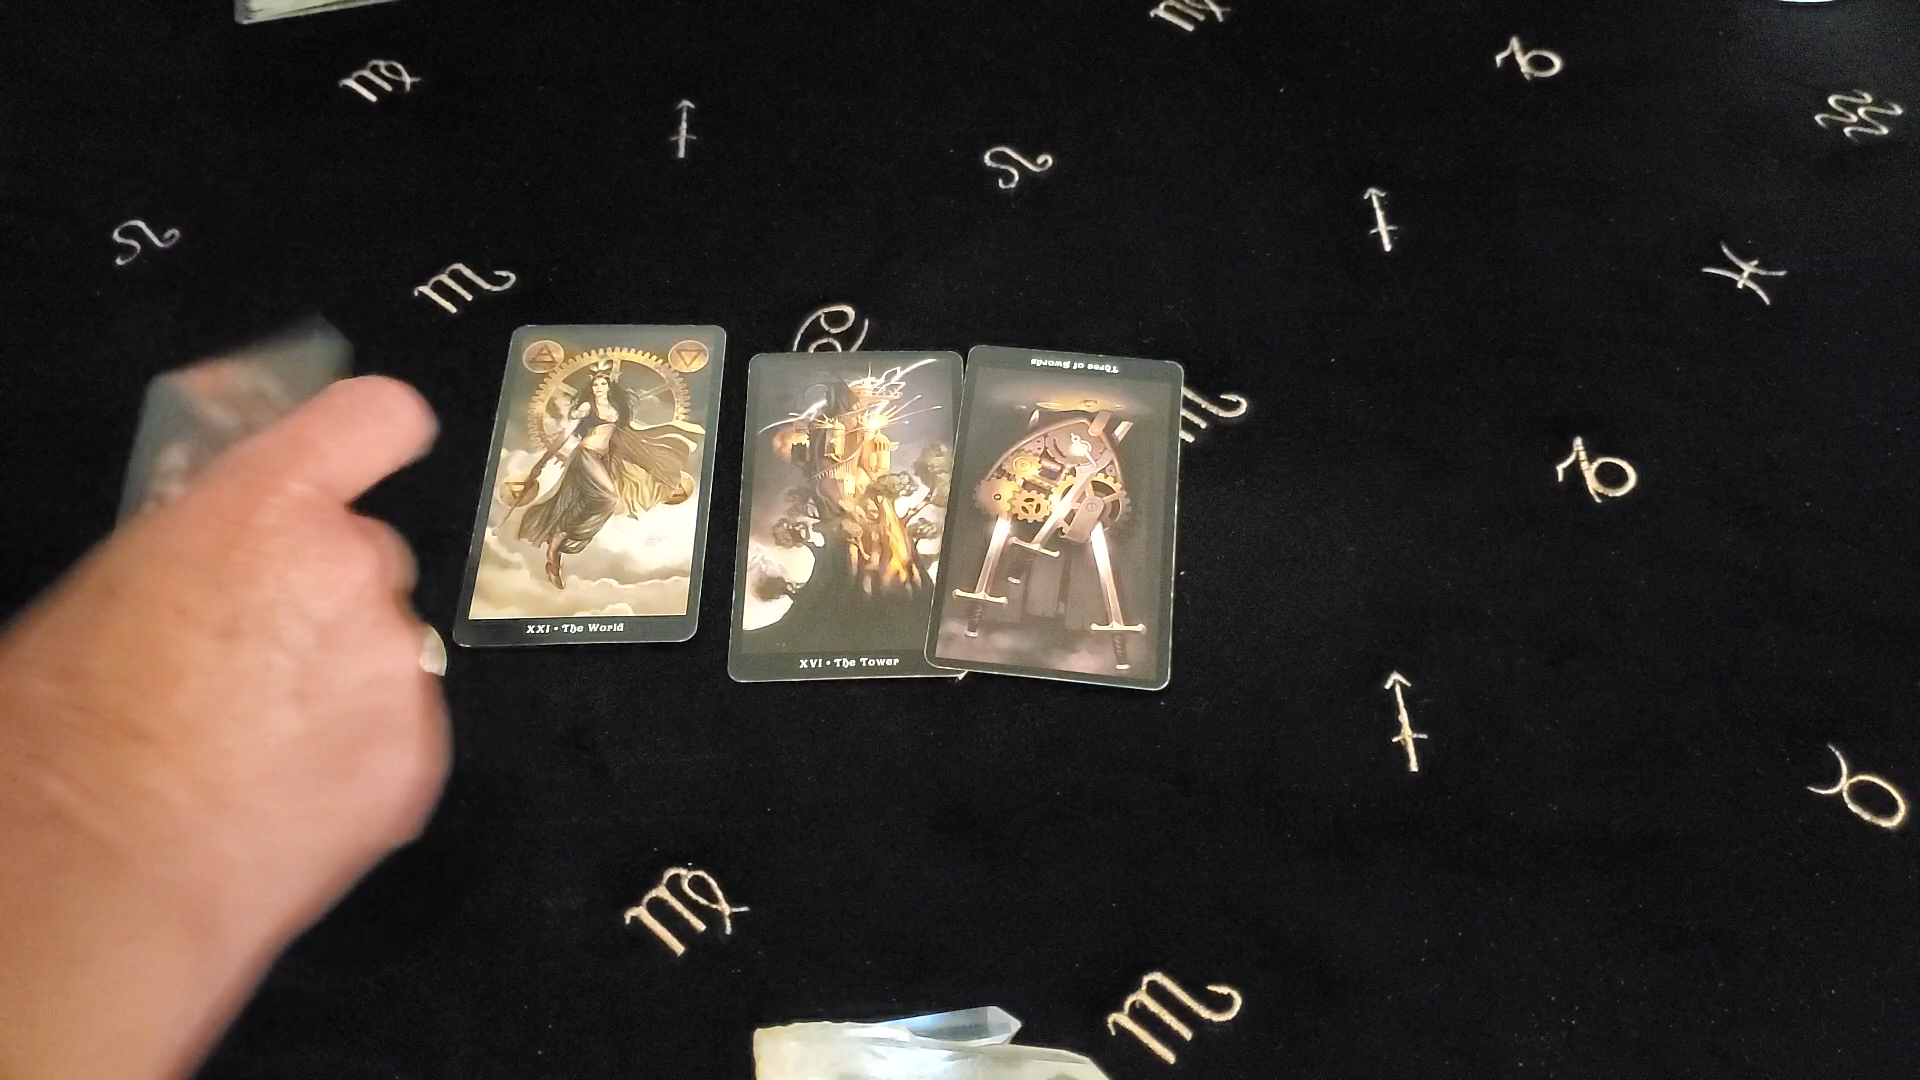 XXI • The World
XVI • The Tower
Three of Swords